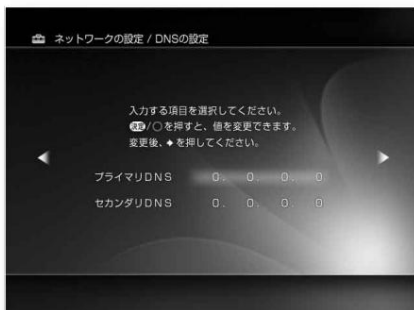 ネットワークの設定 / DNSの設定
入力する項目を選択してください。
決定/○を押すと、値を変更できます。
変更後、➧を押してください。
プライマリDNS 0. 0. 0. 0
セカンダリDNS 0. 0. 0. 0